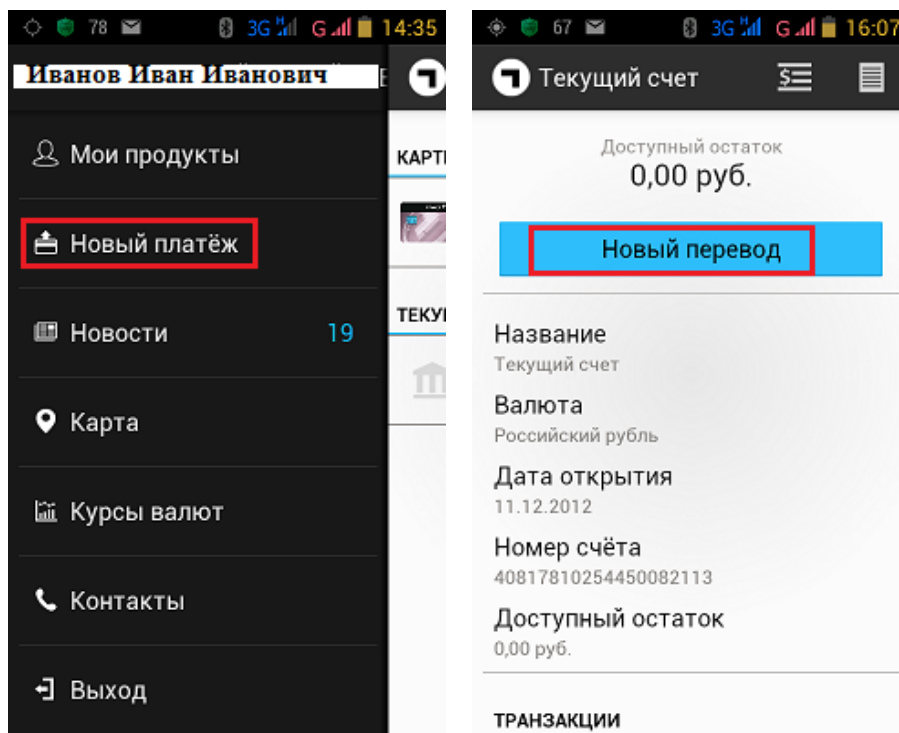 78 3G H G 14:35
Иванов Иван Иванович
Мои продукты
КАРТ
Новый платёж
Новости 19
ТЕКУ
Карта
Курсы валют
Контакты
Выход
67 3G H G 16:07
Текущий счет
Доступный остаток
0,00 руб.
Новый перевод
Название
Текущий счет
Валюта
Российский рубль
Дата открытия
11.12.2012
Номер счёта
40817810254450082113
Доступный остаток
0,00 руб.
ТРАНЗАКЦИИ